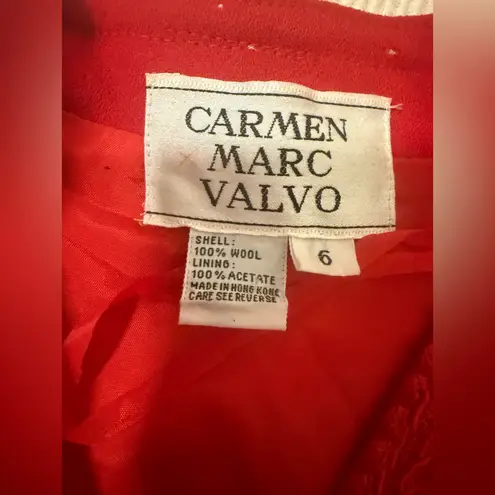 CARMEN
MARC
VALVO
SHELL:
100% WOOL
LINING:
100% ACETATE
MADE IN HONG KONG
CARE SEE REVERSE
6